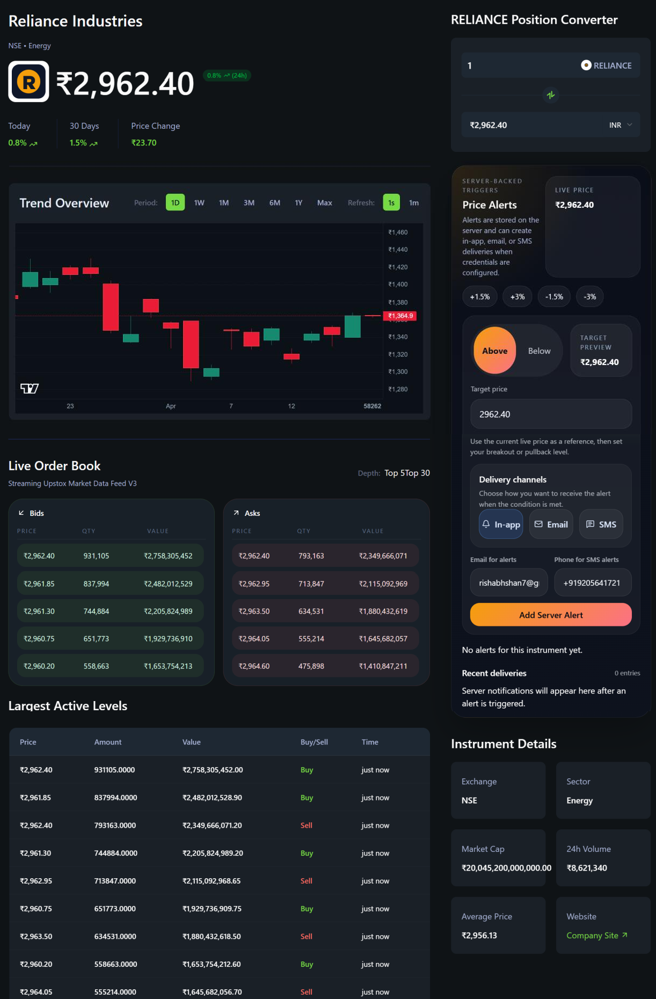 Reliance Industries
NSE • Energy
R
₹2,962.40
0.8% (24h)
Today
0.8%
30 Days
1.5%
Price Change
₹23.70
Trend Overview
Period: 1D 1W 1M 3M 6M 1Y Max Refresh: 1s 1m
₹1,460
₹1,440
₹1,420
₹1,400
₹1,380
₹1,364.9
₹1,340
₹1,320
₹1,300
₹1,280
23 Apr 7 12 58262
Live Order Book
Streaming Upstox Market Data Feed V3
Depth: Top 5Top 30
Bids
PRICE QTY VALUE
₹2,962.40 931,105 ₹2,758,305,452
₹2,961.85 837,994 ₹2,482,012,529
₹2,961.30 744,884 ₹2,205,824,989
₹2,960.75 651,773 ₹1,929,736,910
₹2,960.20 558,663 ₹1,653,754,213
Asks
PRICE QTY VALUE
₹2,962.40 793,163 ₹2,349,666,071
₹2,962.95 713,847 ₹2,115,092,969
₹2,963.50 634,531 ₹1,880,432,619
₹2,964.05 555,214 ₹1,645,682,057
₹2,964.60 475,898 ₹1,410,847,211
Largest Active Levels
Price Amount Value Buy/Sell Time
₹2,962.40 931105.0000 ₹2,758,305,452.00 Buy just now
₹2,961.85 837994.0000 ₹2,482,012,528.90 Buy just now
₹2,962.40 793163.0000 ₹2,349,666,071.20 Sell just now
₹2,961.30 744884.0000 ₹2,205,824,989.20 Buy just now
₹2,962.95 713847.0000 ₹2,115,092,968.65 Sell just now
₹2,960.75 651773.0000 ₹1,929,736,909.75 Buy just now
₹2,963.50 634531.0000 ₹1,880,432,618.50 Sell just now
₹2,960.20 558663.0000 ₹1,653,754,212.60 Buy just now
₹2,964.05 555214.0000 ₹1,645,682,056.70 Sell just now
RELIANCE Position Converter
1 RELIANCE
₹2,962.40 INR
SERVER-BACKED
TRIGGERS
Price Alerts
Alerts are stored on the
server and can create
in-app, email, or SMS
deliveries when
credentials are
configured.
LIVE PRICE
₹2,962.40
+1.5% +3% -1.5% -3%
Above Below
TARGET
PREVIEW
₹2,962.40
Target price
2962.40
Use the current live price as a reference, then set
your breakout or pullback level.
Delivery channels
Choose how you want to receive the alert
when the condition is met.
In-app Email SMS
Email for alerts
rishabhshan7@g
Phone for SMS alerts
+919205641721
Add Server Alert
No alerts for this instrument yet.
Recent deliveries 0 entries
Server notifications will appear here after an
alert is triggered.
Instrument Details
Exchange
NSE
Sector
Energy
Market Cap
₹20,045,200,000,000.00
24h Volume
₹8,621,340
Average Price
₹2,956.13
Website
Company Site